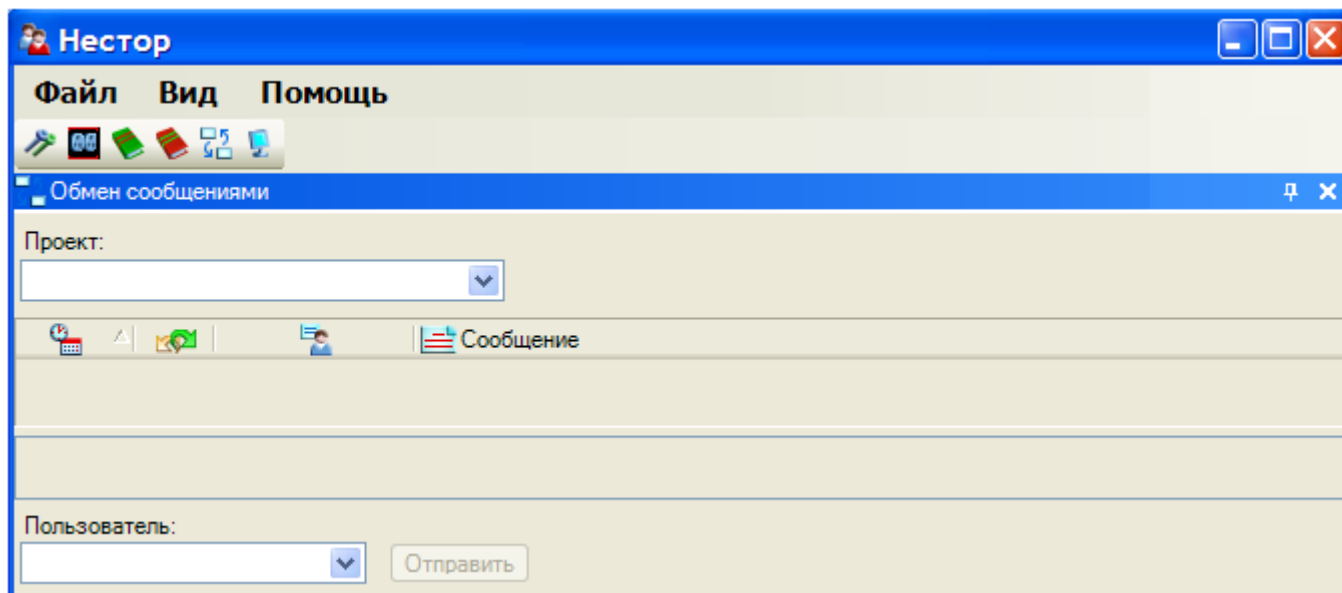 Нестор
Файл Вид Помощь
Обмен сообщениями
Проект:
Сообщение
Пользователь:
Отправить